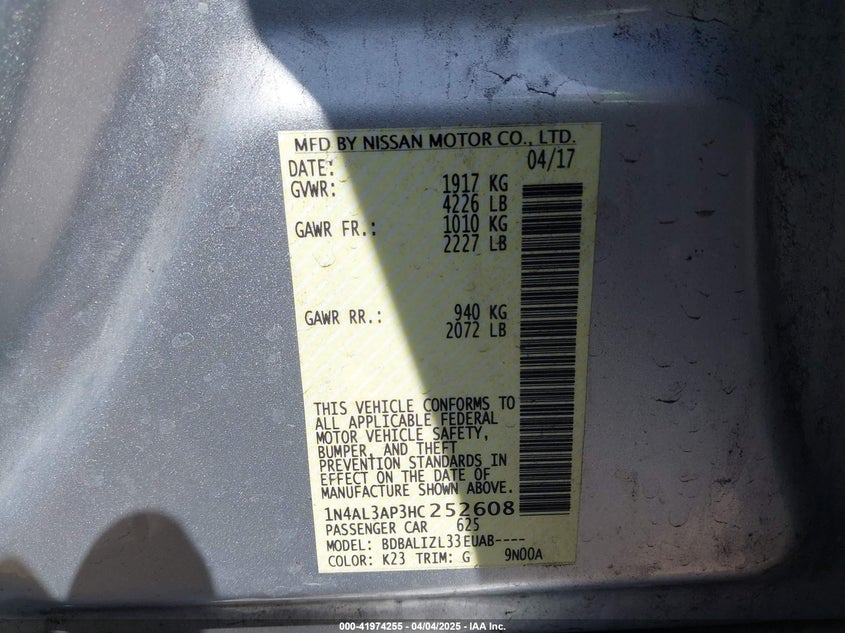 MFD BY NISSAN MOTOR CO., LTD.
DATE: 04/17
GVWR: 1917 KG
4226 LB
GAWR FR.: 1010 KG
2227 LB
GAWR RR.: 940 KG
2072 LB
THIS VEHICLE CONFORMS TO
ALL APPLICABLE FEDERAL
MOTOR VEHICLE SAFETY,
BUMPER, AND THEFT
PREVENTION STANDARDS IN
EFFECT ON THE DATE OF
MANUFACTURE SHOWN ABOVE.
1N4AL3AP3HC252608
PASSENGER CAR 625
MODEL: BDBALIZL33EUAB----
COLOR: K23 TRIM: G 9N00A
000-41974255 - 04/04/2025 - IAA Inc.